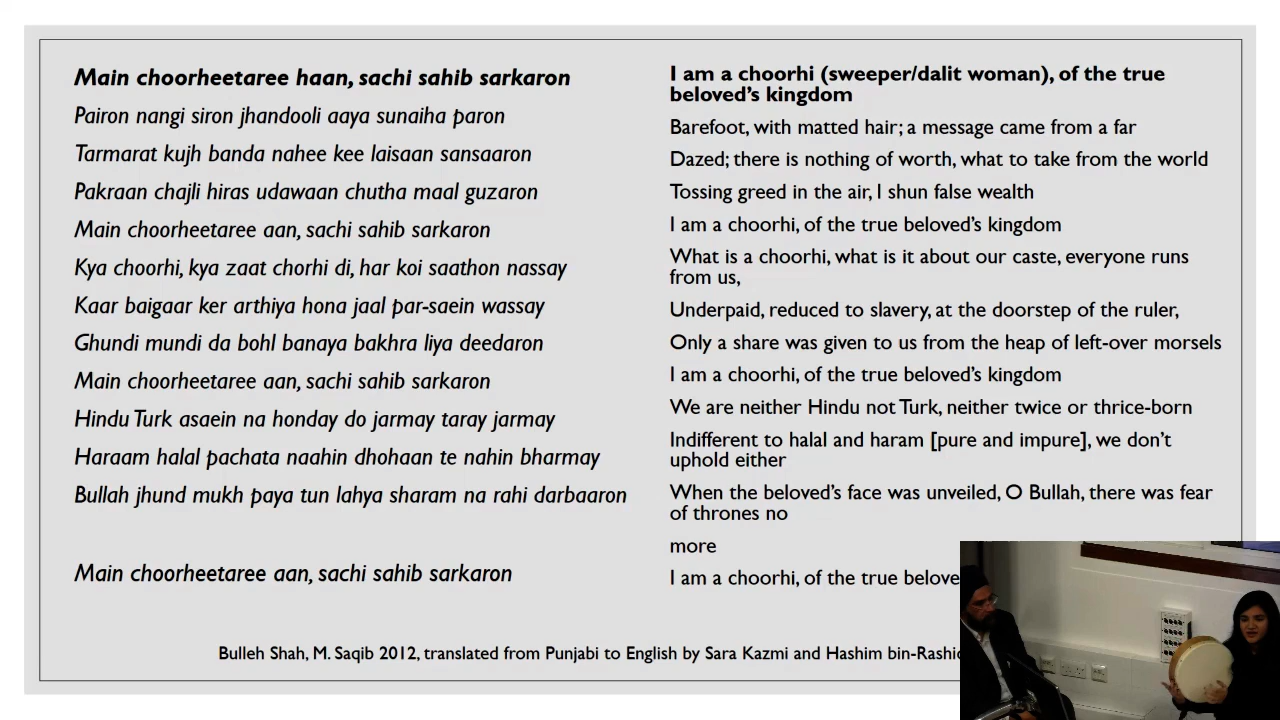 Main choorheetaree haan, sachi sahib sarkaron
Pairon nangi siron jhandooli aaya sunaiha paron
Tarmarat kujh banda nahee kee laisaan sansaaron
Pakraan chajli hiras udawaan chutha maal guzaron
Main choorheetaree aan, sachi sahib sarkaron
Kya choorhi, kya zaat chorhi di, har koi saathon nassay
Kaar baigaar ker arthiya hona jaal par-saein wassay
Ghundi mundi da bohl banaya bakhra liya deedaron
Main choorheetaree aan, sachi sahib sarkaron
Hindu Turk asaein na honday do jarmay taray jarmay
Haraam halal pachata naahin dhohaan te nahin bharmay
Bullah jhund mukh paya tun lahya sharam na rahi darbaaron
Main choorheetaree aan, sachi sahib sarkaron
I am a choorhi (sweeper/dalit woman), of the true
beloved's kingdom
Barefoot, with matted hair; a message came from a far
Dazed; there is nothing of worth, what to take from the world
Tossing greed in the air, I shun false wealth
I am a choorhi, of the true beloved's kingdom
What is a choorhi, what is it about our caste, everyone runs
from us,
Underpaid, reduced to slavery, at the doorstep of the ruler,
Only a share was given to us from the heap of left-over morsels
I am a choorhi, of the true beloved's kingdom
We are neither Hindu not Turk, neither twice or thrice-born
Indifferent to halal and haram [pure and impure], we don't
uphold either
When the beloved's face was unveiled, O Bullah, there was fear
of thrones no
more
I am a choorhi, of the true
Bulleh Shah, M. Saqib 2012, translated from Punjabi to English by Sara Kazmi and Hashim